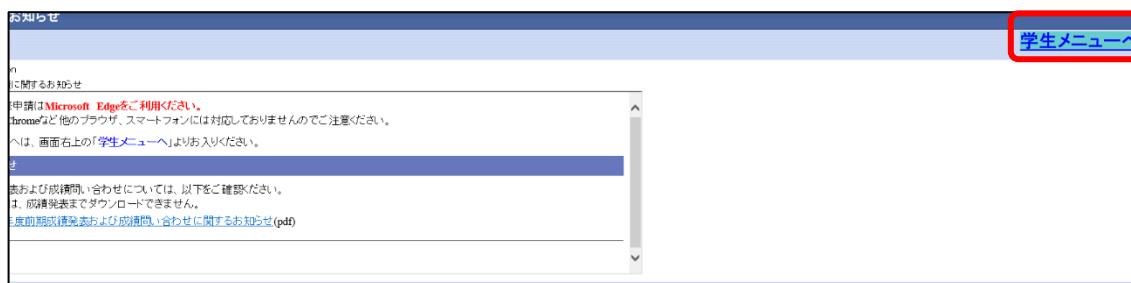 お知らせ
学生メニューへ
n
に関するお知らせ
申請はMicrosoft Edgeをご利用ください。
Chromeなど他のブラウザ、スマートフォンには対応しておりませんのでご注意ください。
へは、画面右上の「学生メニューへ」よりお入りください。
せ
表および成績問い合わせについては、以下をご確認ください。
は、成績発表までダウンロードできません。
年度前期成績発表および成績問い合わせに関するお知らせ(pdf)